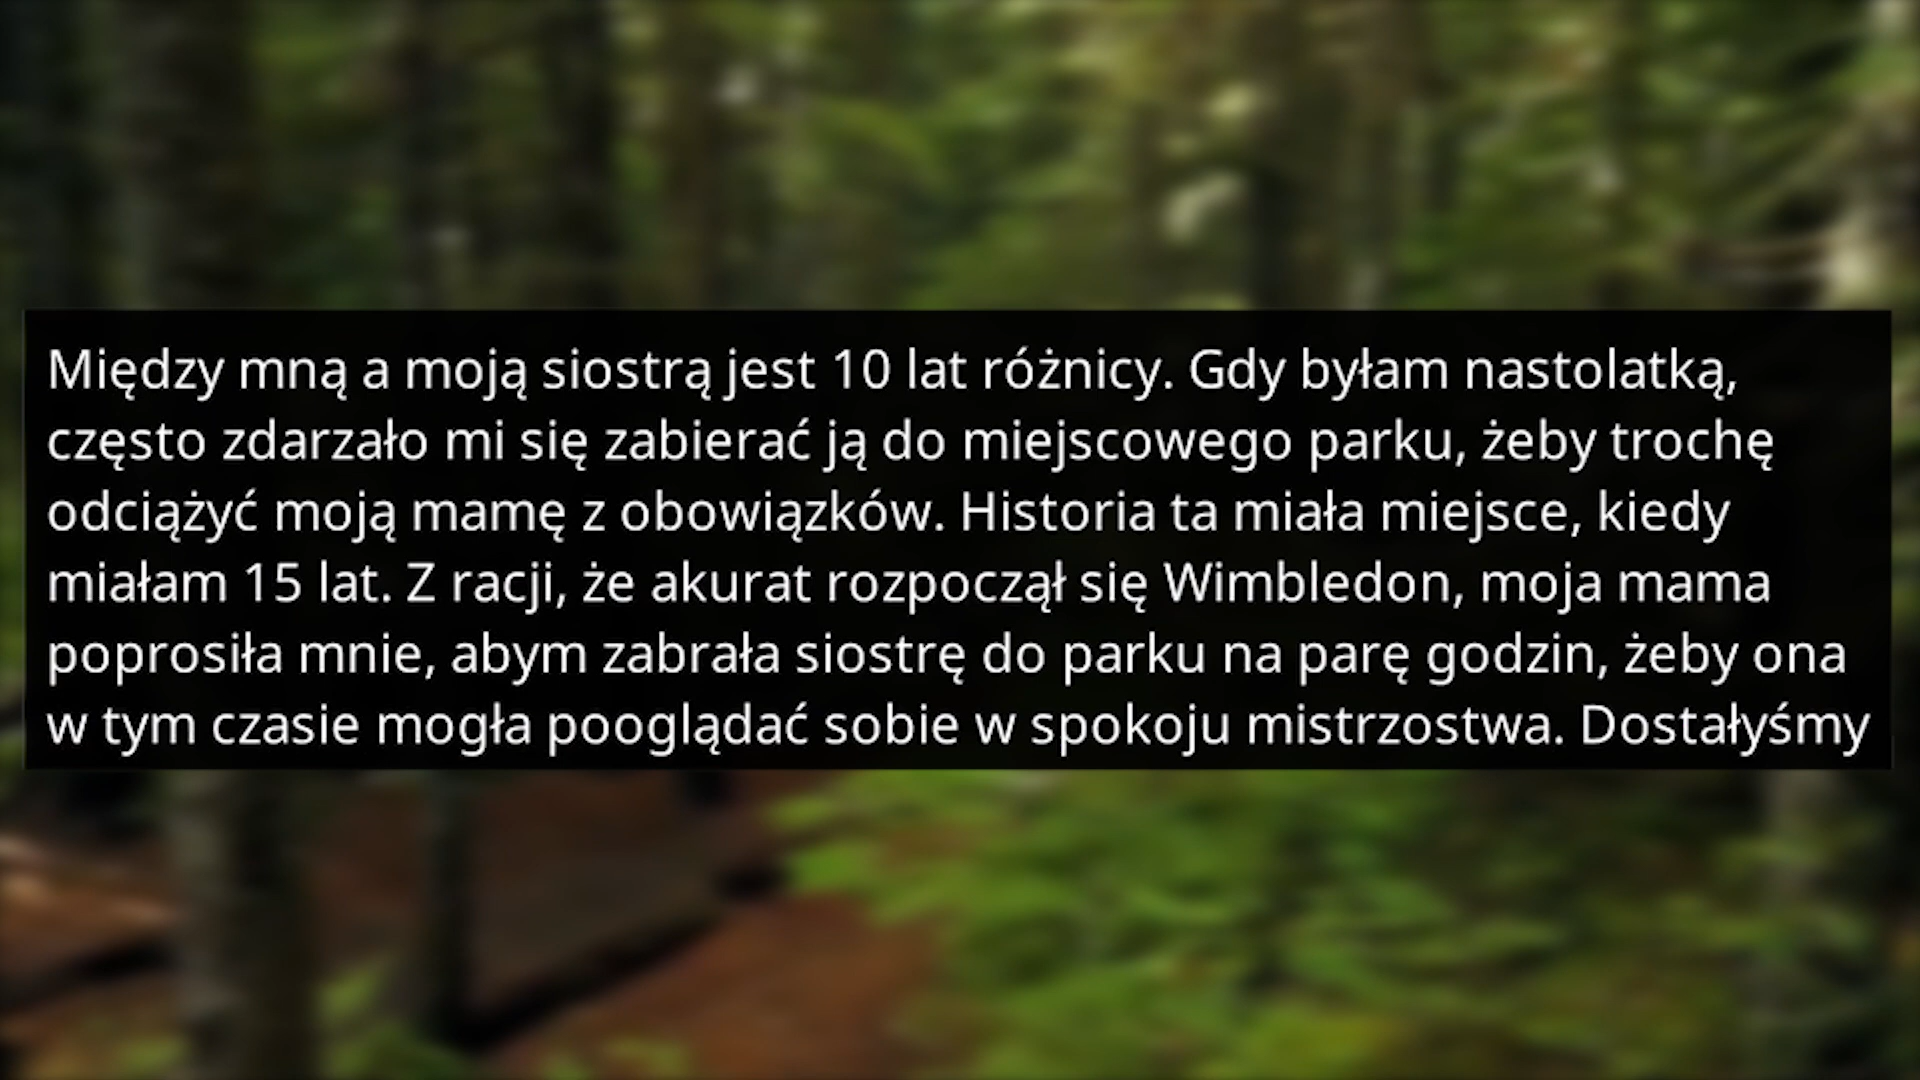 Między mną a moją siostrą jest 10 lat różnicy. Gdy byłam nastolatką,
często zdarzało mi się zabierać ją do miejscowego parku, żeby trochę
odciążyć moją mamę z obowiązków. Historia ta miała miejsce, kiedy
miałam 15 lat. Z racji, że akurat rozpoczął się Wimbledon, moja mama
poprosiła mnie, abym zabrała siostrę do parku na parę godzin, żeby ona
w tym czasie mogła pooglądać sobie w spokoju mistrzostwa. Dostałyśmy